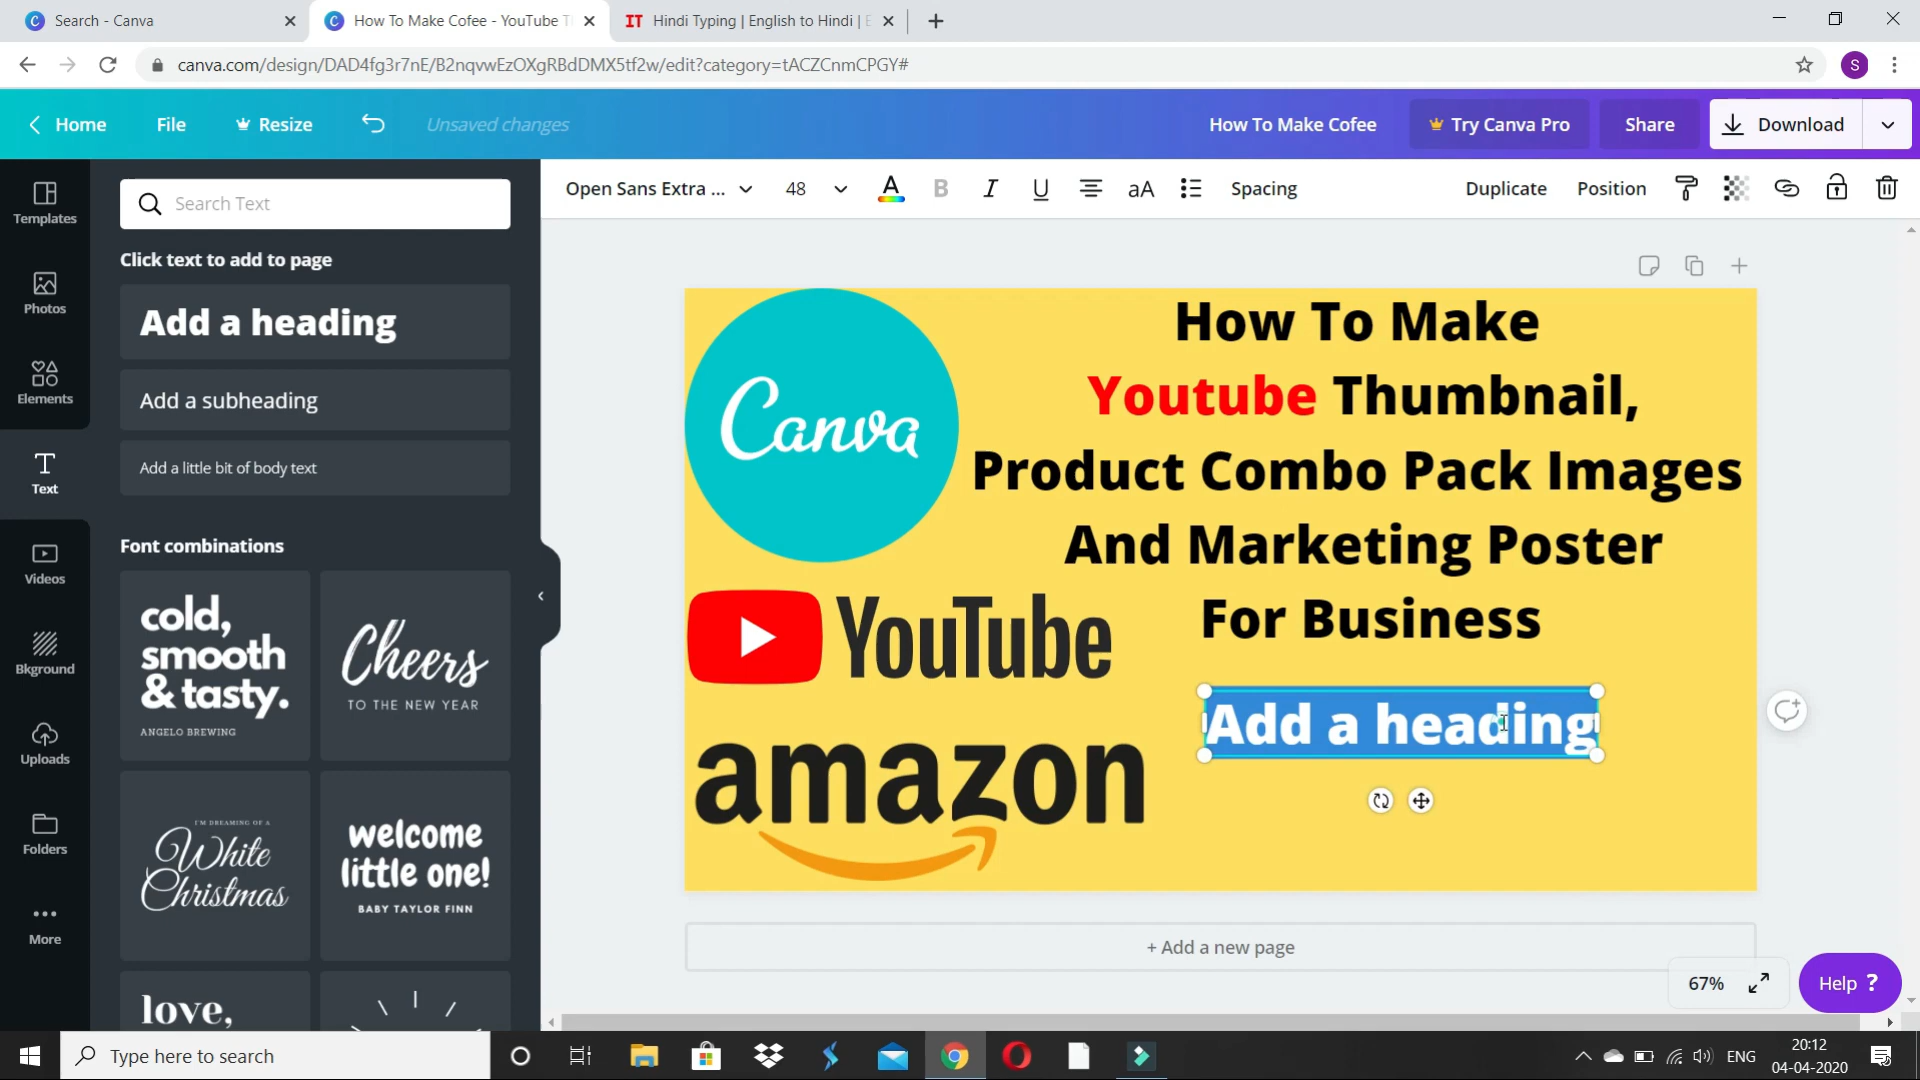 Search - Canva
How To Make Cofee - YouTube T
IT Hindi Typing | English to Hindi | E
canva.com/design/DAD4fg3r7nE/B2nqvwEzOXgRBdDMX5tf2w/edit?category=tACZCnmCPGY#
S
Home
File
Resize
Unsaved changes
How To Make Cofee
Try Canva Pro
Share
Download
Templates
Photos
Elements
Text
Videos
Bkground
Uploads
Folders
More
Search Text
Click text to add to page
Add a heading
Add a subheading
Add a little bit of body text
Font combinations
cold,
smooth
& tasty.
ANGELO BREWING
Cheers
TO THE NEW YEAR
I'M DREAMING OF A
White
Christmas
welcome
little one!
BABY TAYLOR FINN
love,
Open Sans Extra ...
48
A
B
I
U
aA
Spacing
Duplicate
Position
Canva
How To Make
Youtube Thumbnail,
Product Combo Pack Images
And Marketing Poster
For Business
YouTube
amazon
Add a heading
+ Add a new page
67%
Help ?
Type here to search
ENG
20:12
04-04-2020